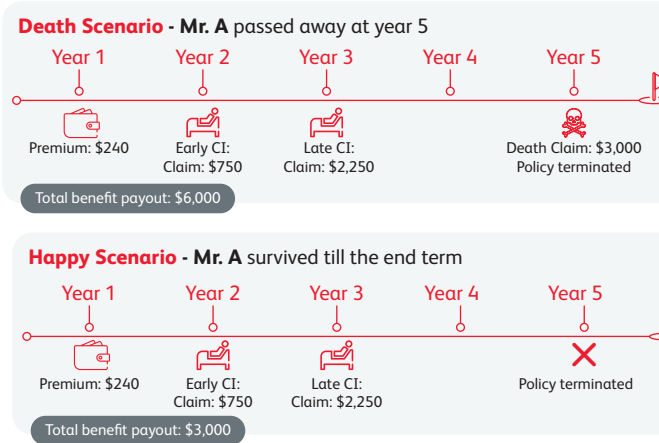 Death Scenario - Mr. A passed away at year 5
Year 1 Year 2 Year 3 Year 4 Year 5
Premium: $240 Early CI: Late CI: Death Claim: $3,000
Claim: $750 Claim: $2,250 Policy terminated
Total benefit payout: $6,000
Happy Scenario - Mr. A survived till the end term
Year 1 Year 2 Year 3 Year 4 Year 5
Premium: $240 Early CI: Late CI: Policy terminated
Claim: $750 Claim: $2,250
Total benefit payout: $3,000